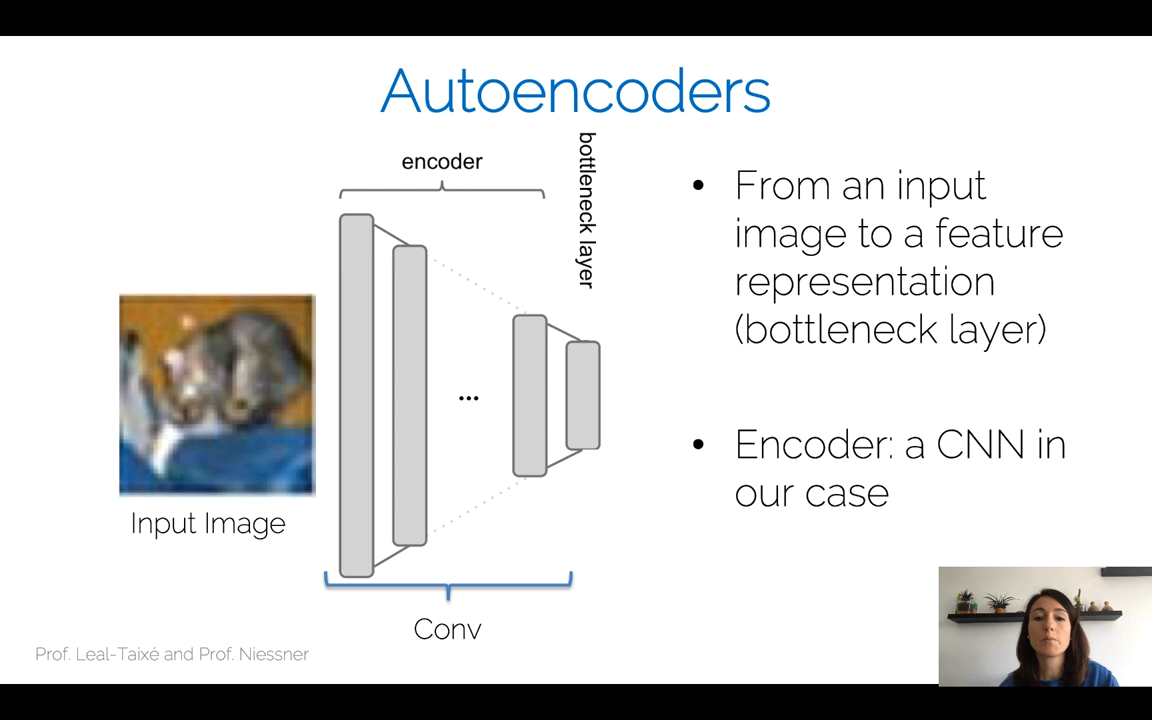 Autoencoders
encoder
bottleneck layer
...
Input Image
Conv
• From an input
image to a feature
representation
(bottleneck layer)
• Encoder: a CNN in
our case
Prof. Leal-Taixé and Prof. Niessner